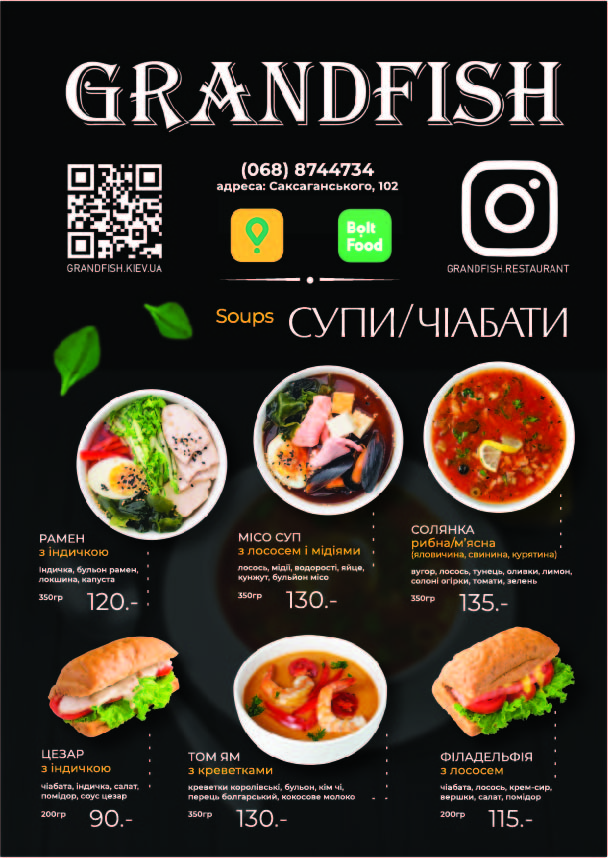 GRANDFISH
(068) 8744734
адреса: Саксаганського, 102
Bolt
Food
GRANDFISH.KIEV.UA
GRANDFISH.RESTAURANT
Soups СУПИ/ЧІАБАТИ
РАМЕН
з індичкою
індичка, бульон рамен,
локшина, капуста
350гр 120.-
МІСО СУП
з лососем і мідіями
лосось, мідії, водорості, яйце,
кунжут, бульйон місо
350гр 130.-
СОЛЯНКА
рибна/м'ясна
(яловичина, свинина, курятина)
вугор, лосось, тунець, оливки, лимон,
солоні огірки, томати, зелень
350гр 135.-
ЦЕЗАР
з індичкою
чіабата, індичка, салат,
помідор, соус цезар
200гр 90.-
ТОМ ЯМ
з креветками
креветки королівські, бульон, кім чі,
перець болгарський, кокосове молоко
350гр 130.-
ФІЛАДЕЛЬФІЯ
з лососем
чіабата, лосось, крем-сир,
вершки, салат, помідор
200гр 115.-